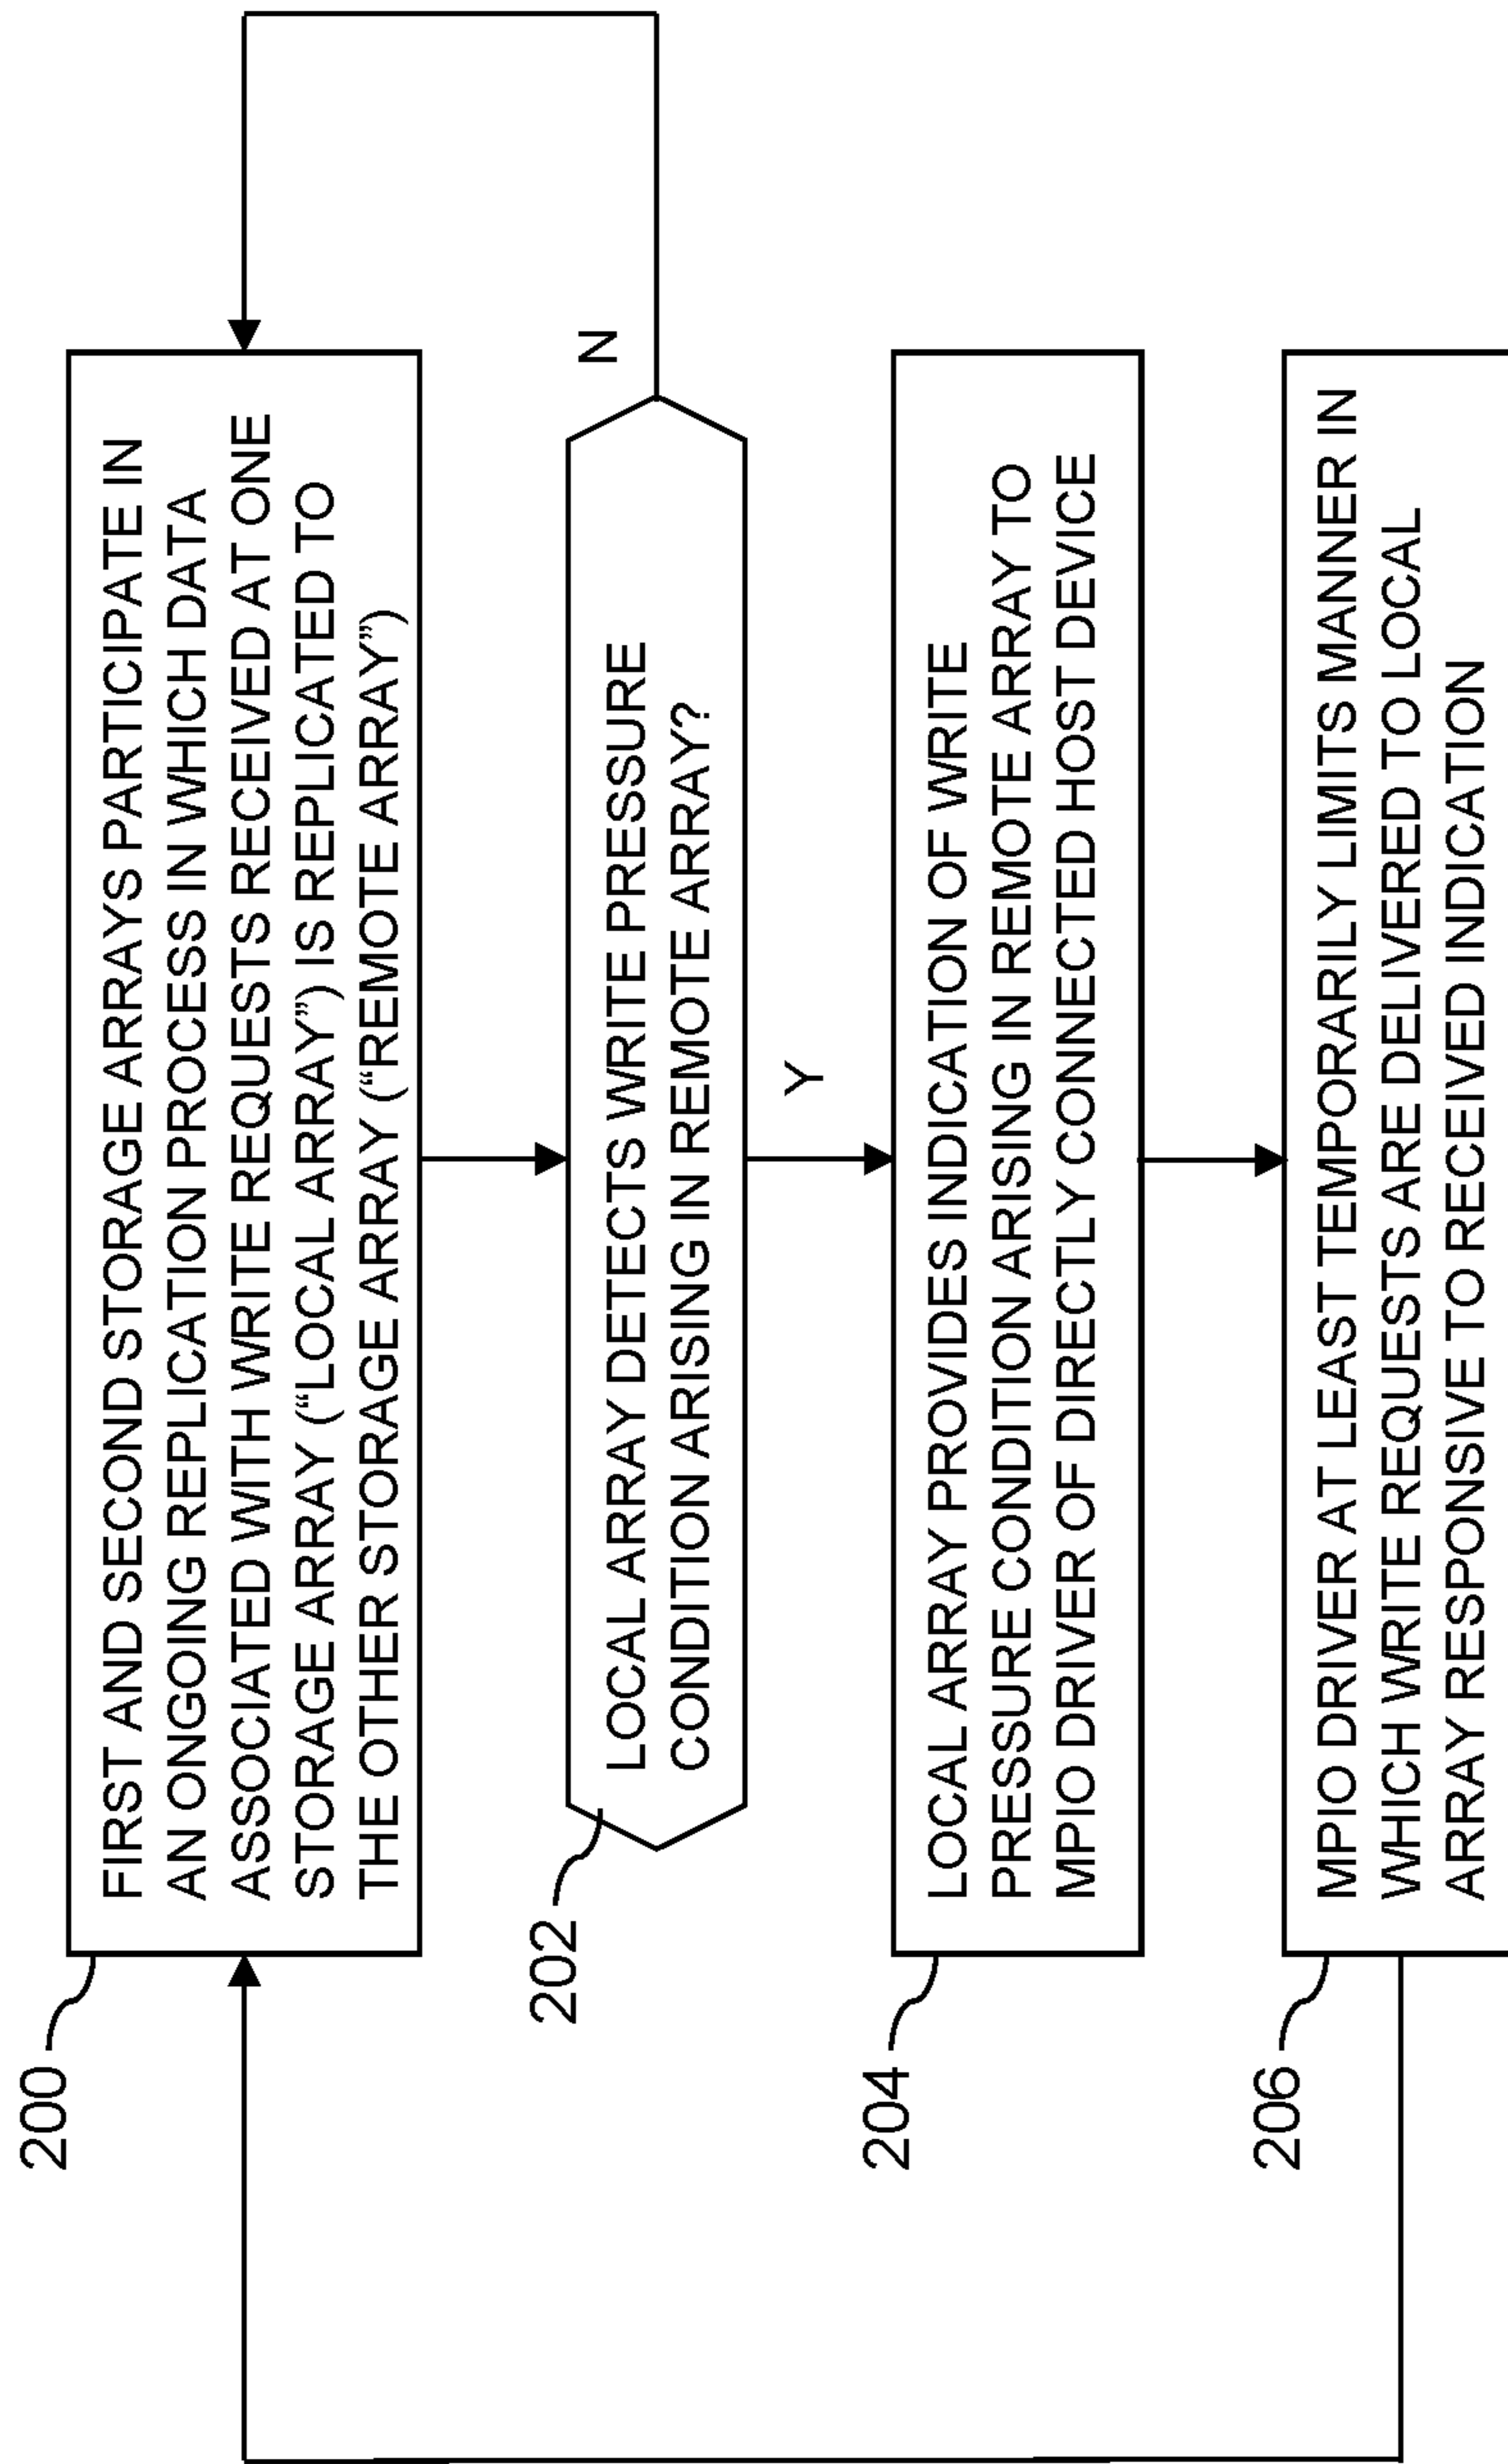 200
FIRST AND SECOND STORAGE ARRAYS PARTICIPATE IN
AN ONGOING REPLICATION PROCESS IN WHICH DATA
ASSOCIATED WITH WRITE REQUESTS RECEIVED AT ONE
STORAGE ARRAY (“LOCAL ARRAY”) IS REPLICATED TO
THE OTHER STORAGE ARRAY (“REMOTE ARRAY”)
202
LOCAL ARRAY DETECTS WRITE PRESSURE
CONDITION ARISING IN REMOTE ARRAY?
N
Y
204
LOCAL ARRAY PROVIDES INDICATION OF WRITE
PRESSURE CONDITION ARISING IN REMOTE ARRAY TO
MPIO DRIVER OF DIRECTLY CONNECTED HOST DEVICE
206
MPIO DRIVER AT LEAST TEMPORARILY LIMITS MANNER IN
WHICH WRITE REQUESTS ARE DELIVERED TO LOCAL
ARRAY RESPONSIVE TO RECEIVED INDICATION